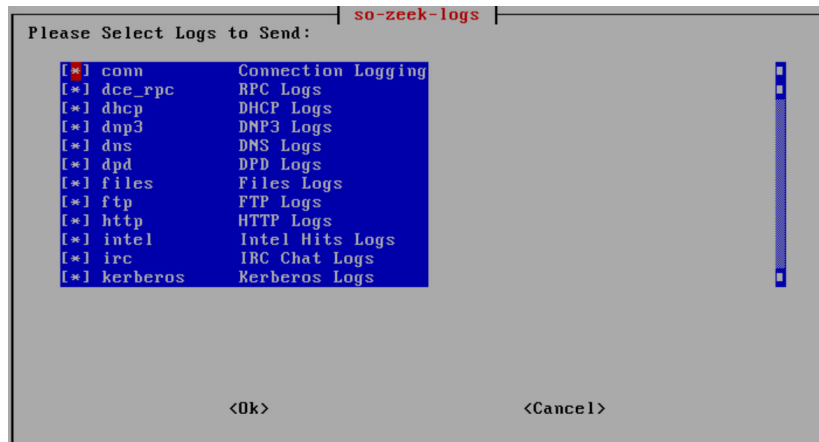 so-zeek-logs
Please Select Logs to Send:
[*] conn Connection Logging
[*] dce_rpc RPC Logs
[*] dhcp DHCP Logs
[*] dnp3 DNP3 Logs
[*] dns DNS Logs
[*] dpd DPD Logs
[*] files Files Logs
[*] ftp FTP Logs
[*] http HTTP Logs
[*] intel Intel Hits Logs
[*] irc IRC Chat Logs
[*] kerberos Kerberos Logs
<Ok> <Cancel>